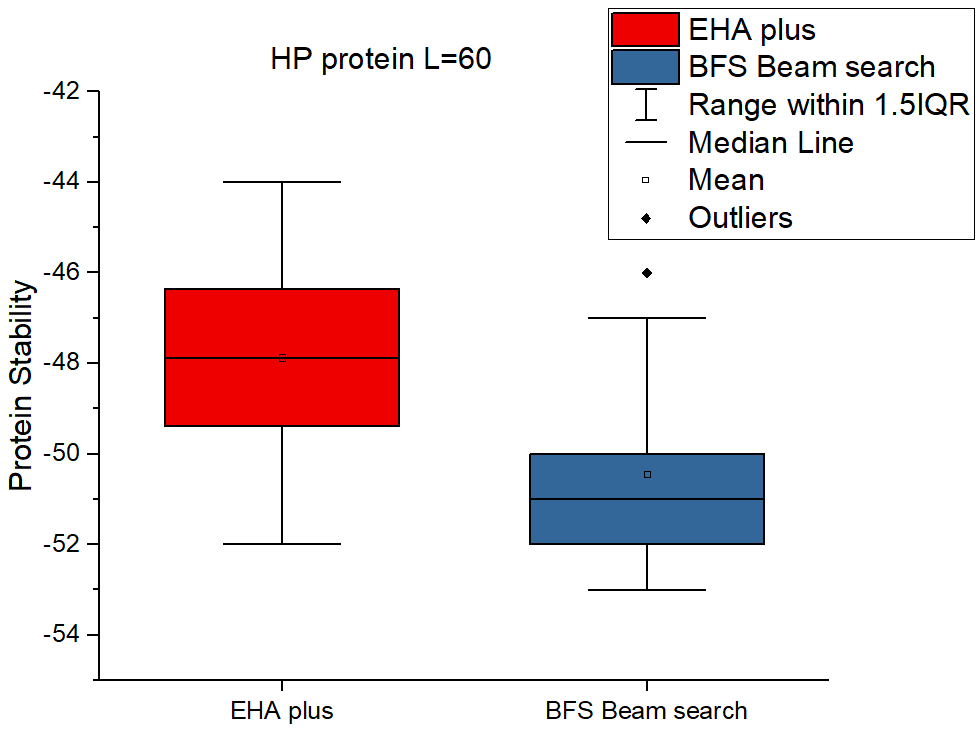 HP protein L=60
EHA plus
BFS Beam search
Range within 1.5IQR
Median Line
Mean
Outliers
Protein Stability
-42
-44
-46
-48
-50
-52
-54
EHA plus
BFS Beam search